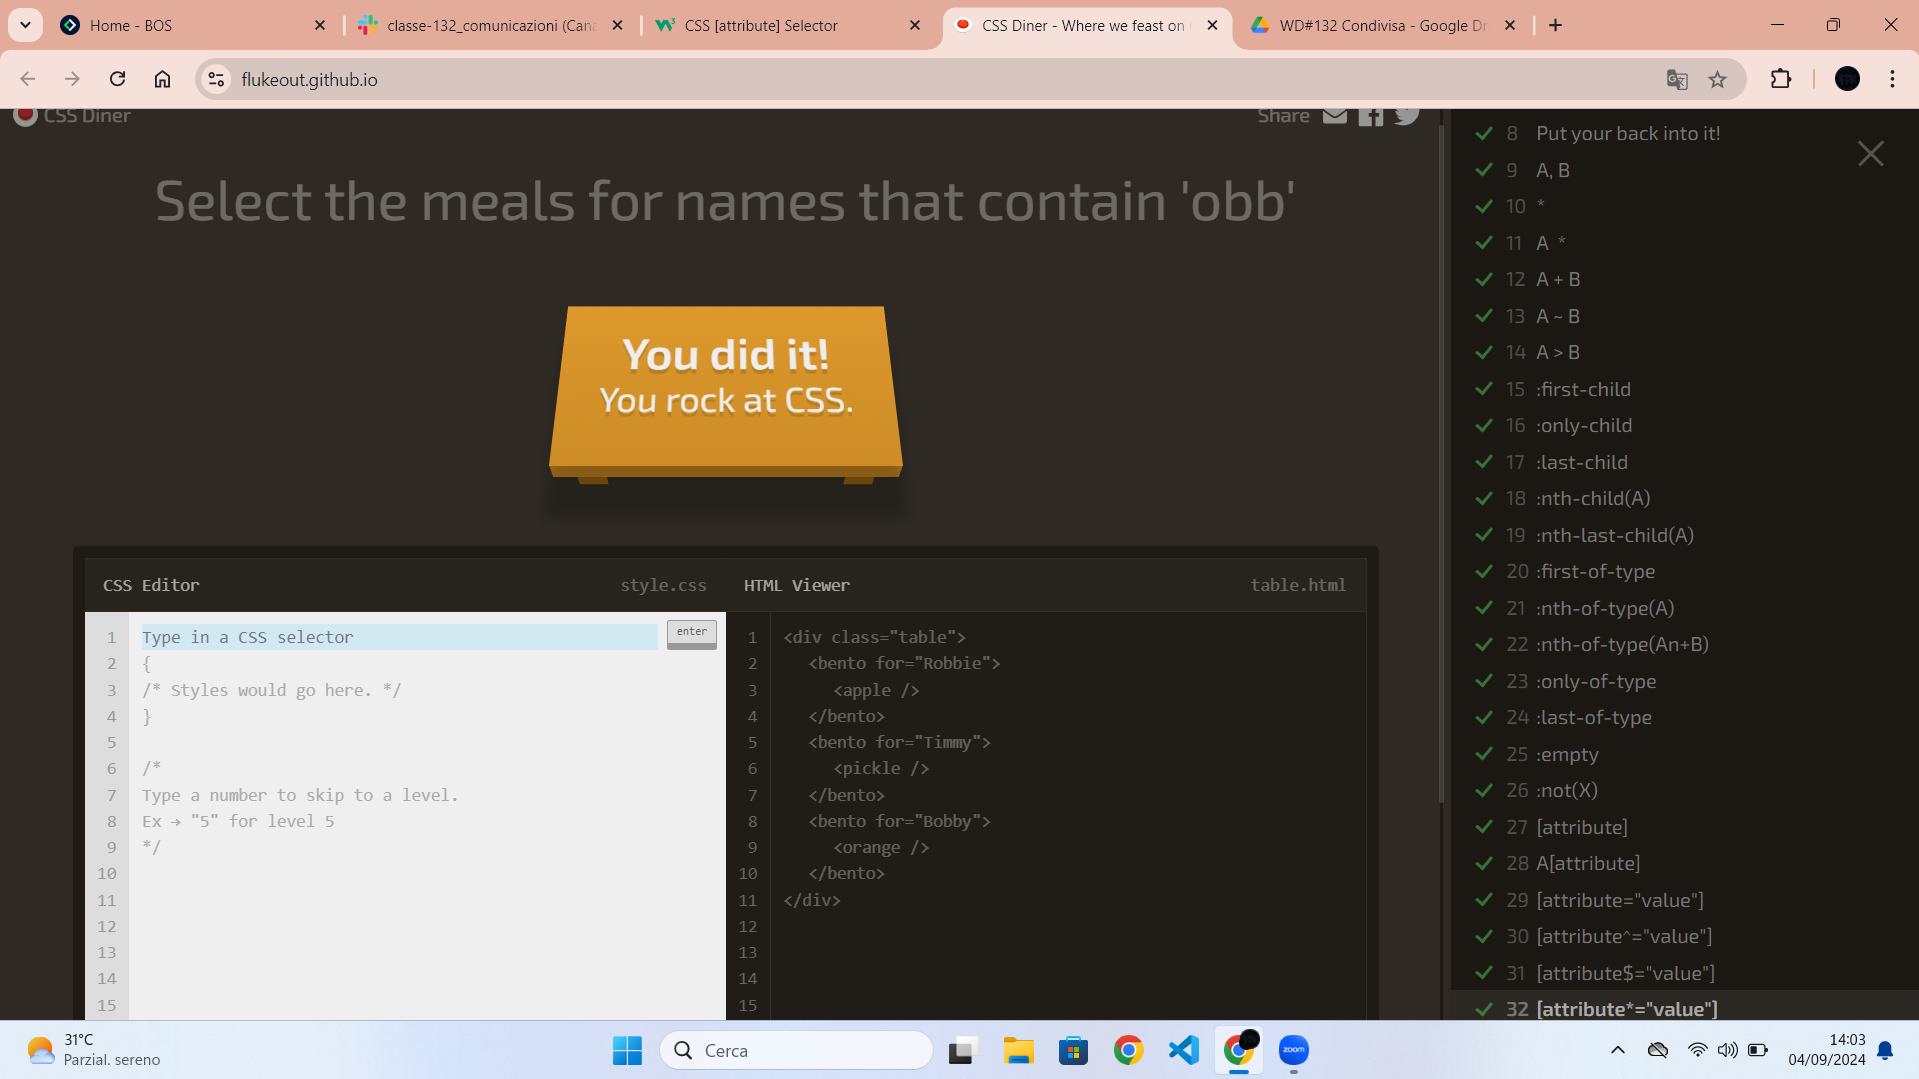 Home - BOS
classe-132_comunicazioni (Cana
CSS [attribute] Selector
CSS Diner - Where we feast on
WD#132 Condivisa - Google Dr
flukeout.github.io
CSS Diner
Share
Select the meals for names that contain 'obb'
You did it!
You rock at CSS.
CSS Editor
style.css
1 Type in a CSS selector
enter
2 {
3 /* Styles would go here. */
4 }
5
6 /*
7 Type a number to skip to a level.
8 Ex → "5" for level 5
9 */
10
11
12
13
14
15
HTML Viewer
table.html
1 <div class="table">
2 <bento for="Robbie">
3 <apple />
4 </bento>
5 <bento for="Timmy">
6 <pickle />
7 </bento>
8 <bento for="Bobby">
9 <orange />
10 </bento>
11 </div>
12
13
14
15
8 Put your back into it!
9 A, B
10 *
11 A *
12 A + B
13 A ~ B
14 A > B
15 :first-child
16 :only-child
17 :last-child
18 :nth-child(A)
19 :nth-last-child(A)
20 :first-of-type
21 :nth-of-type(A)
22 :nth-of-type(An+B)
23 :only-of-type
24 :last-of-type
25 :empty
26 :not(X)
27 [attribute]
28 A[attribute]
29 [attribute="value"]
30 [attribute^="value"]
31 [attribute$="value"]
32 [attribute*="value"]
31°C
Parzial. sereno
Cerca
zoom
14:03
04/09/2024